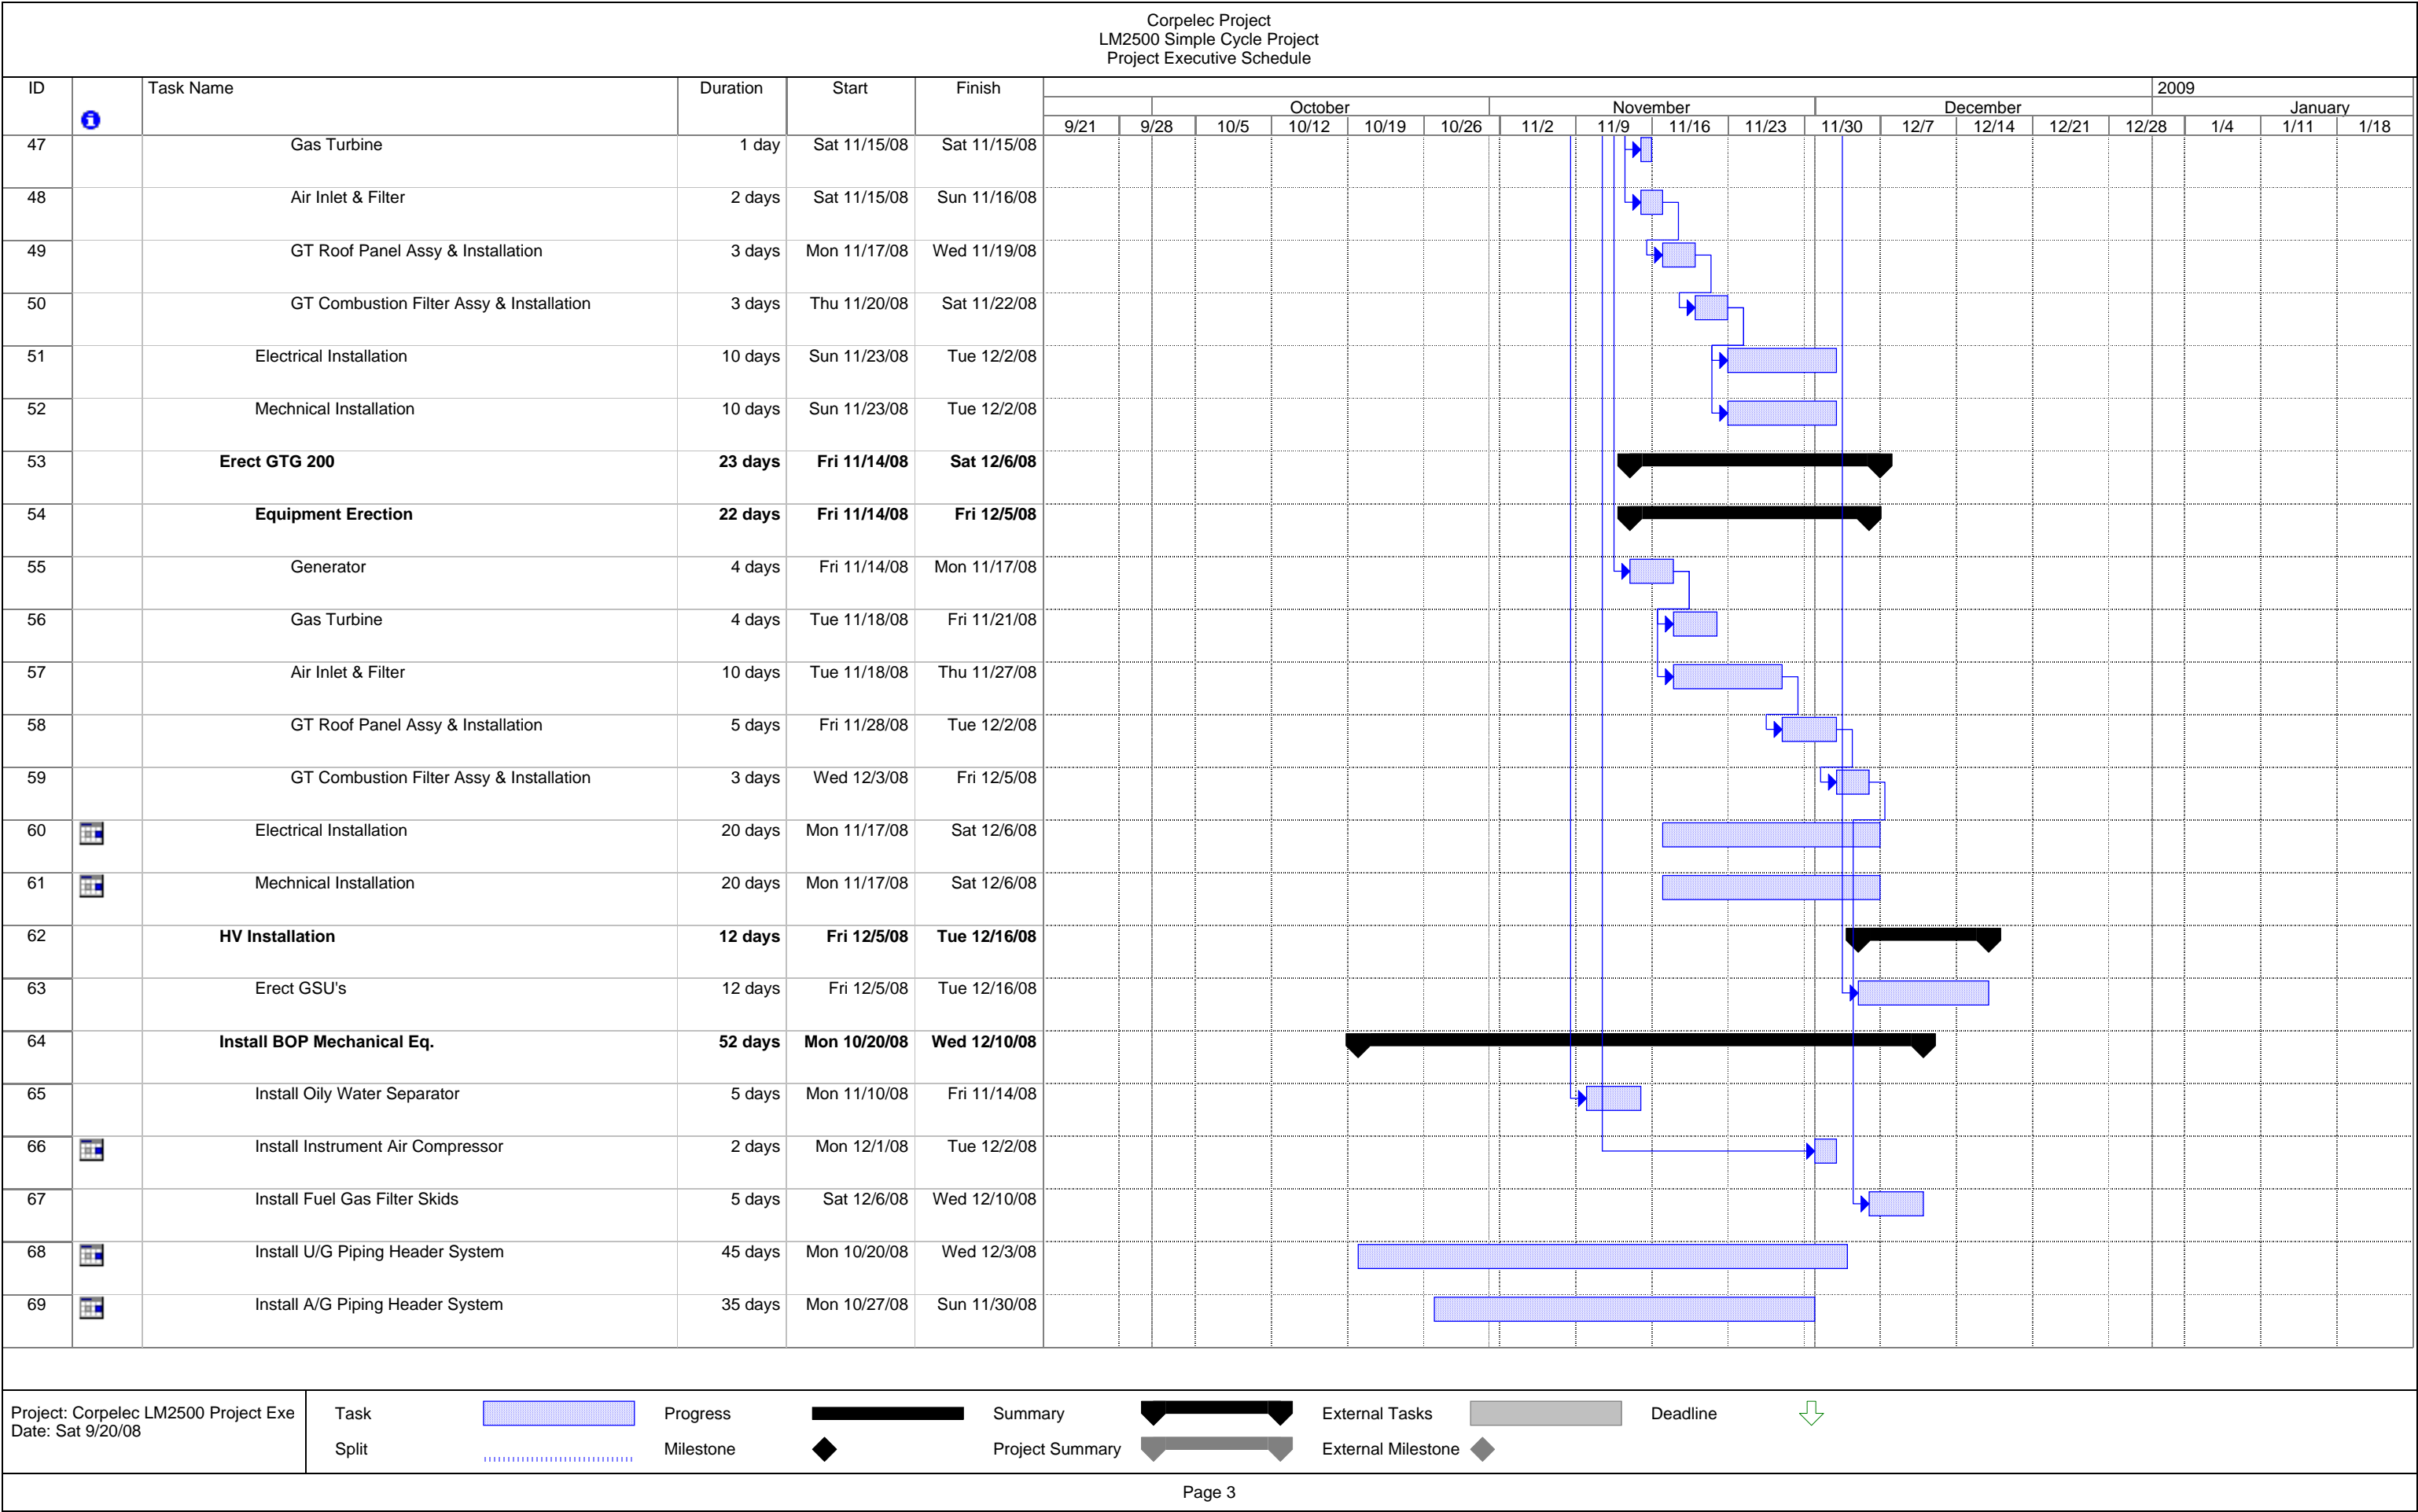 Corpelec Project
LM2500 Simple Cycle Project
Project Executive Schedule
ID Task Name Duration Start Finish
2009
October November December January
9/21 9/28 10/5 10/12 10/19 10/26 11/2 11/9 11/16 11/23 11/30 12/7 12/14 12/21 12/28 1/4 1/11 1/18
47 Gas Turbine 1 day Sat 11/15/08 Sat 11/15/08
48 Air Inlet & Filter 2 days Sat 11/15/08 Sun 11/16/08
49 GT Roof Panel Assy & Installation 3 days Mon 11/17/08 Wed 11/19/08
50 GT Combustion Filter Assy & Installation 3 days Thu 11/20/08 Sat 11/22/08
51 Electrical Installation 10 days Sun 11/23/08 Tue 12/2/08
52 Mechnical Installation 10 days Sun 11/23/08 Tue 12/2/08
53 Erect GTG 200 23 days Fri 11/14/08 Sat 12/6/08
54 Equipment Erection 22 days Fri 11/14/08 Fri 12/5/08
55 Generator 4 days Fri 11/14/08 Mon 11/17/08
56 Gas Turbine 4 days Tue 11/18/08 Fri 11/21/08
57 Air Inlet & Filter 10 days Tue 11/18/08 Thu 11/27/08
58 GT Roof Panel Assy & Installation 5 days Fri 11/28/08 Tue 12/2/08
59 GT Combustion Filter Assy & Installation 3 days Wed 12/3/08 Fri 12/5/08
60 Electrical Installation 20 days Mon 11/17/08 Sat 12/6/08
61 Mechnical Installation 20 days Mon 11/17/08 Sat 12/6/08
62 HV Installation 12 days Fri 12/5/08 Tue 12/16/08
63 Erect GSU's 12 days Fri 12/5/08 Tue 12/16/08
64 Install BOP Mechanical Eq. 52 days Mon 10/20/08 Wed 12/10/08
65 Install Oily Water Separator 5 days Mon 11/10/08 Fri 11/14/08
66 Install Instrument Air Compressor 2 days Mon 12/1/08 Tue 12/2/08
67 Install Fuel Gas Filter Skids 5 days Sat 12/6/08 Wed 12/10/08
68 Install U/G Piping Header System 45 days Mon 10/20/08 Wed 12/3/08
69 Install A/G Piping Header System 35 days Mon 10/27/08 Sun 11/30/08
Project: Corpelec LM2500 Project Exe
Date: Sat 9/20/08
Task Progress Summary External Tasks Deadline
Split Milestone Project Summary External Milestone
Page 3